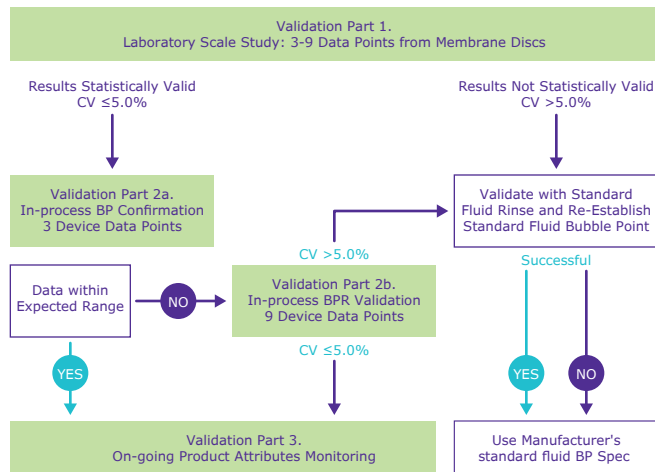 Validation Part 1.
Laboratory Scale Study: 3-9 Data Points from Membrane Discs
Results Statistically Valid
CV ≤5.0%
Results Not Statistically Valid
CV >5.0%
Validation Part 2a.
In-process BP Confirmation
3 Device Data Points
Validate with Standard
Fluid Rinse and Re-Establish
Standard Fluid Bubble Point
CV >5.0%
Successful
Data within
Expected Range
NO
Validation Part 2b.
In-process BPR Validation
9 Device Data Points
CV ≤5.0%
YES
YES
NO
Validation Part 3.
On-going Product Attributes Monitoring
Use Manufacturer's
standard fluid BP Spec